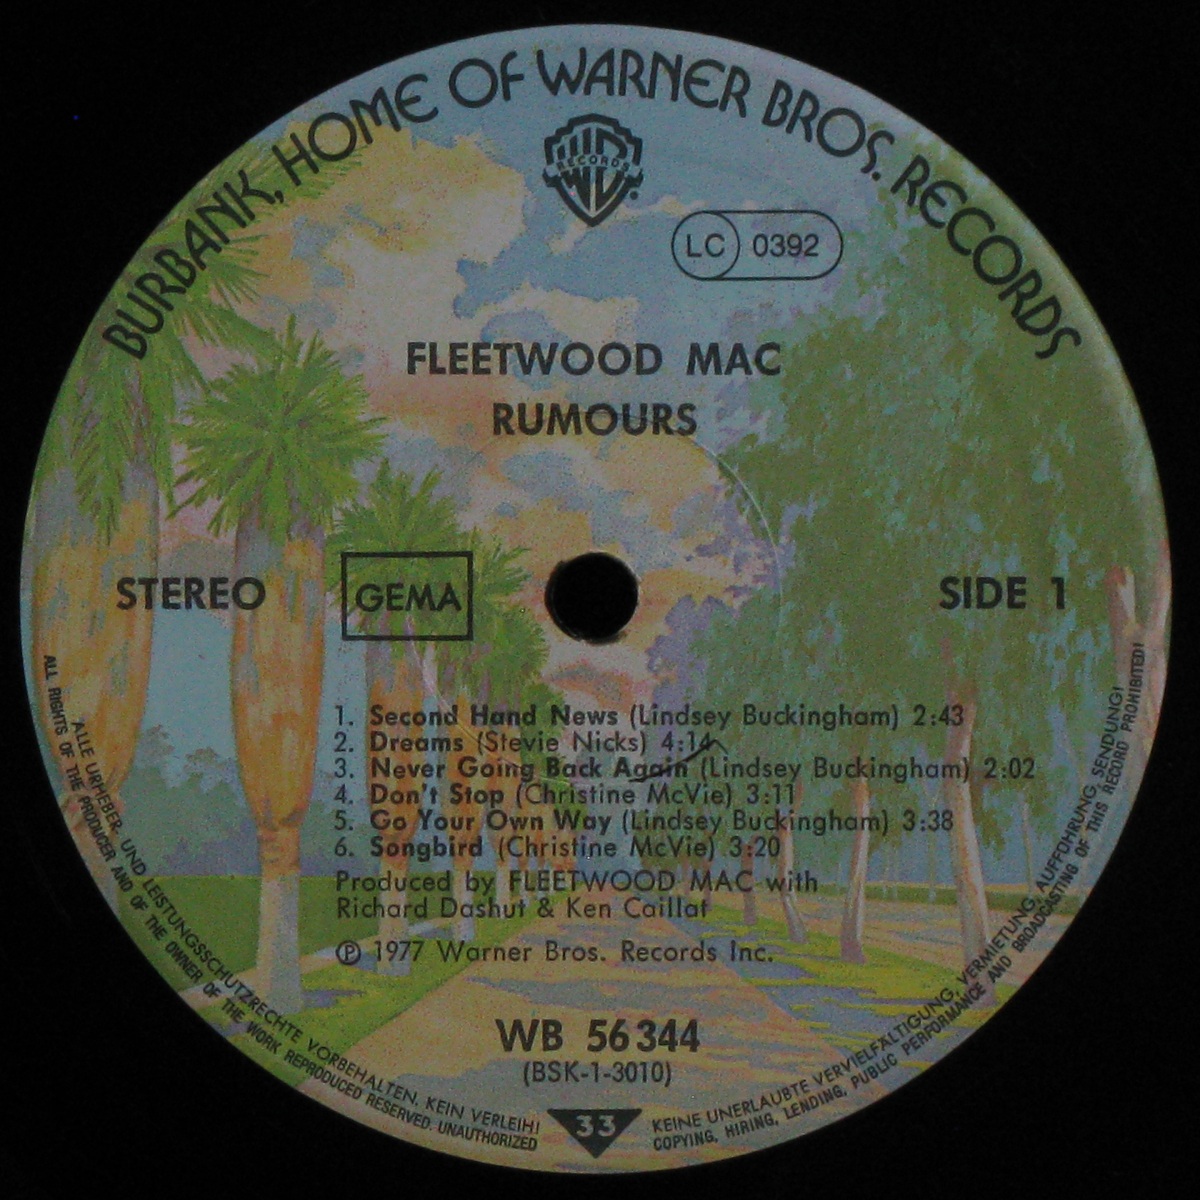 BURBANK, HOME OF WARNER BROS. RECORDS
RECORDS
LC 0392
FLEETWOOD MAC
RUMOURS
STEREO GEMA SIDE 1
1. Second Hand News (Lindsey Buckingham) 2:43
2. Dreams (Stevie Nicks) 4:14
3. Never Going Back Again (Lindsey Buckingham) 2:02
4. Don't Stop (Christine McVie) 3:11
5. Go Your Own Way (Lindsey Buckingham) 3:38
6. Songbird (Christine McVie) 3:20
Produced by FLEETWOOD MAC with
Richard Dashut & Ken Caillat
℗ 1977 Warner Bros. Records Inc.
WB 56 344
(BSK-1-3010)
33
ALLE URHEBER- UND LEISTUNGSSCHUTZRECHTE VORBEHALTEN. KEIN VERLEIH! KEINE UNERLAUBTE VERVIELFÄLTIGUNG, VERMIETUNG, AUFFÜHRUNG, SENDUNG!
ALL RIGHTS OF THE PRODUCER AND OF THE OWNER OF THE WORK REPRODUCED RESERVED. UNAUTHORIZED COPYING, HIRING, LENDING, PUBLIC PERFORMANCE AND BROADCASTING OF THIS RECORD PROHIBITED!